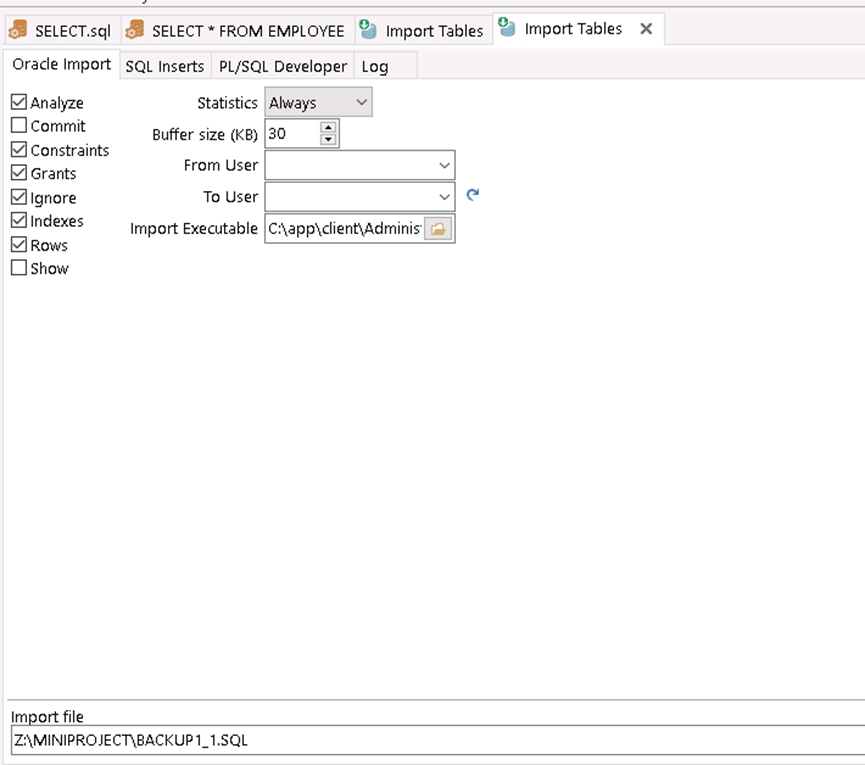 SELECT.sql SELECT * FROM EMPLOYEE Import Tables Import Tables
Oracle Import SQL Inserts PL/SQL Developer Log
Analyze Statistics Always
Commit Buffer size (KB) 30
Constraints From User
Grants
Ignore To User
Indexes Import Executable C:\app\client\Adminis
Rows
Show
Import file
Z:\MINIPROJECT\BACKUP1_1.SQL